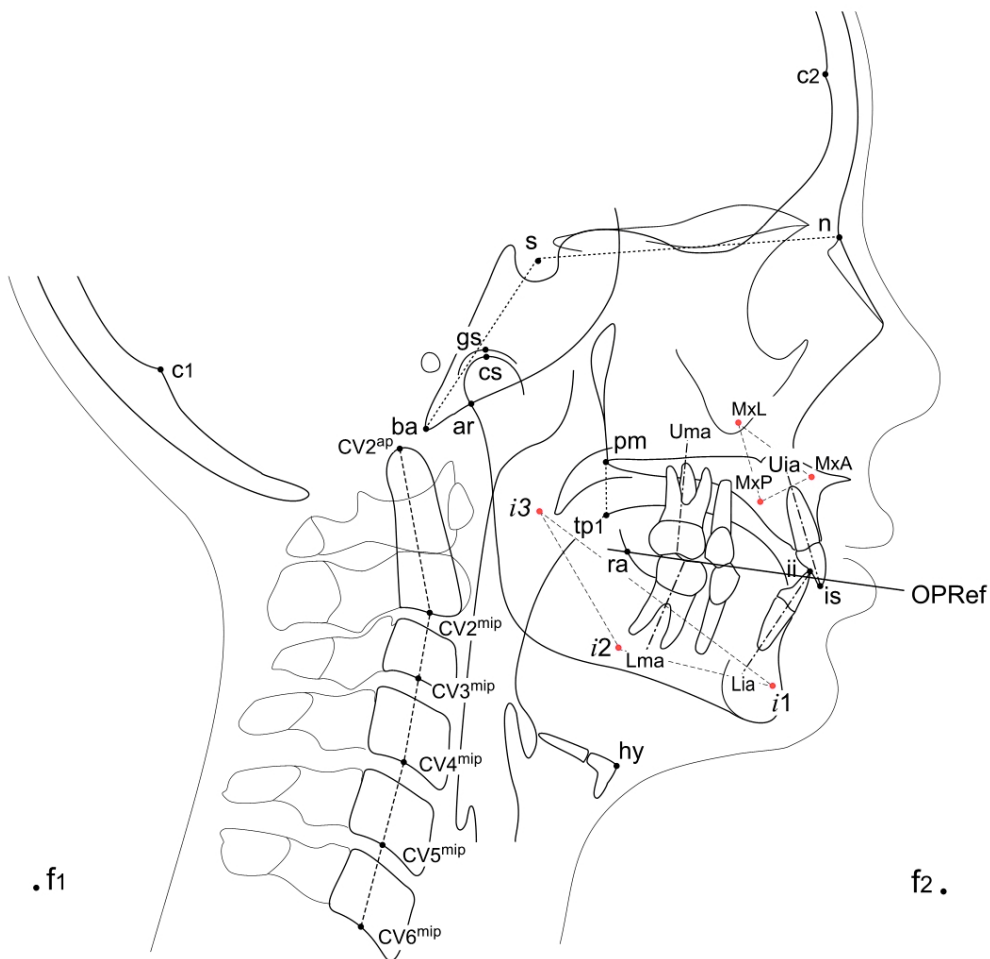 c2
n
s
gs
c1
cs
ba
ar
CV2ap
MxL
Uma
pm
Uia
MxA
MxP
i3
tp1
ra
ii
is
OPRef
CV2mip
i2
Lma
CV3mip
Lia
i1
hy
CV4mip
CV5mip
f1
f2
CV6mip